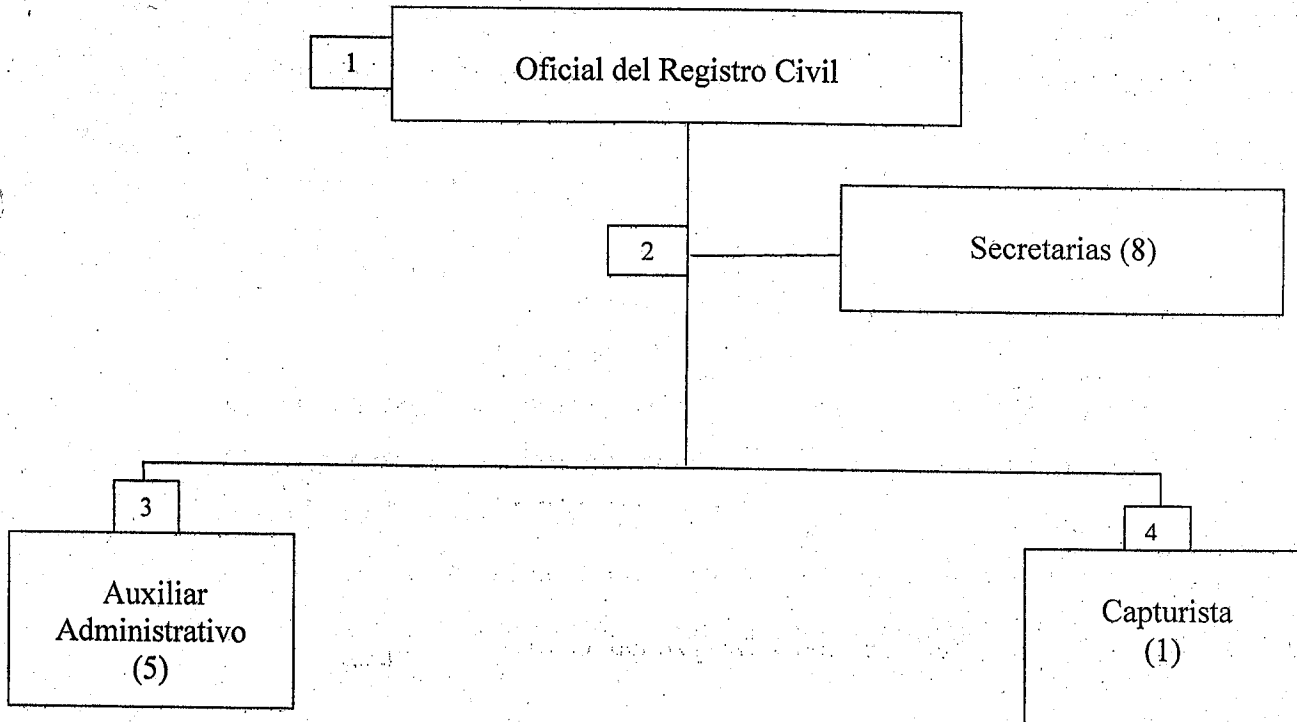 1
Oficial del Registro Civil
2
Secretarias (8)
3
Auxiliar
Administrativo
(5)
4
Capturista
(1)